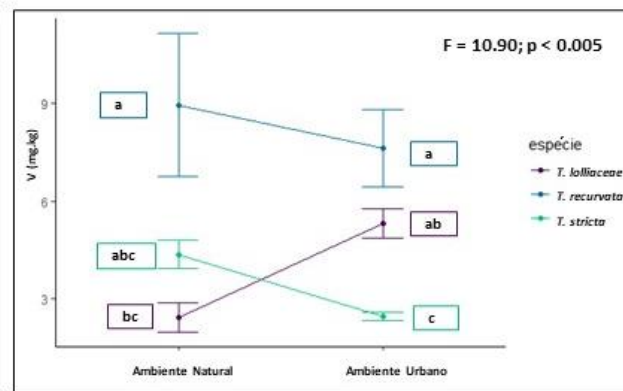 F = 10.90; p < 0.005
V (mg.kg)
9
6
3
a
a
abc
ab
bc
c
espécie
T. lolliaceae
T. recurvata
T. stricta
Ambiente Natural
Ambiente Urbano